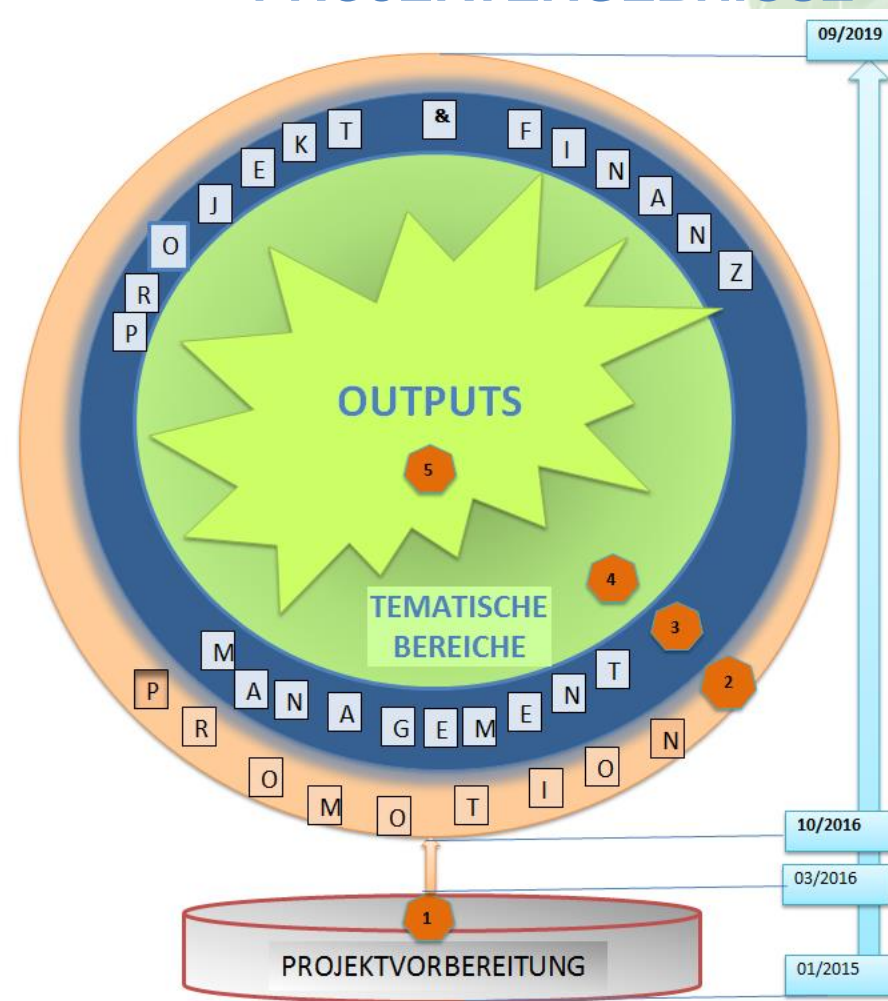 09/2019
PROJEKT & FINANZ
OUTPUTS
5
4
TEMATISCHE
BEREICHE
3
2
MANAGEMENT
PROMOTION
10/2016
03/2016
1
PROJEKTVORBEREITUNG
01/2015